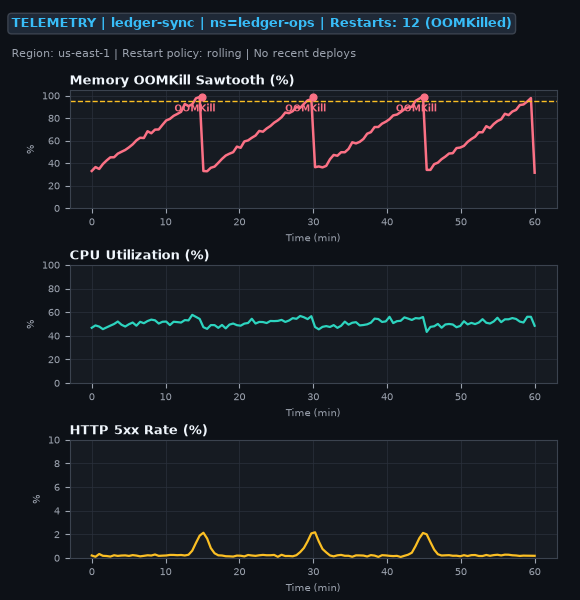 TELEMETRY | ledger-sync | ns=ledger-ops | Restarts: 12 (OOMKilled)
Region: us-east-1 | Restart policy: rolling | No recent deploys
Memory OOMKill Sawtooth (%)
100
80
60
40
20
0
%
OOMKill OOMKill OOMKill
0 10 20 30 40 50 60
Time (min)
CPU Utilization (%)
100
80
60
40
20
0
%
0 10 20 30 40 50 60
Time (min)
HTTP 5xx Rate (%)
10
8
6
4
2
0
%
0 10 20 30 40 50 60
Time (min)